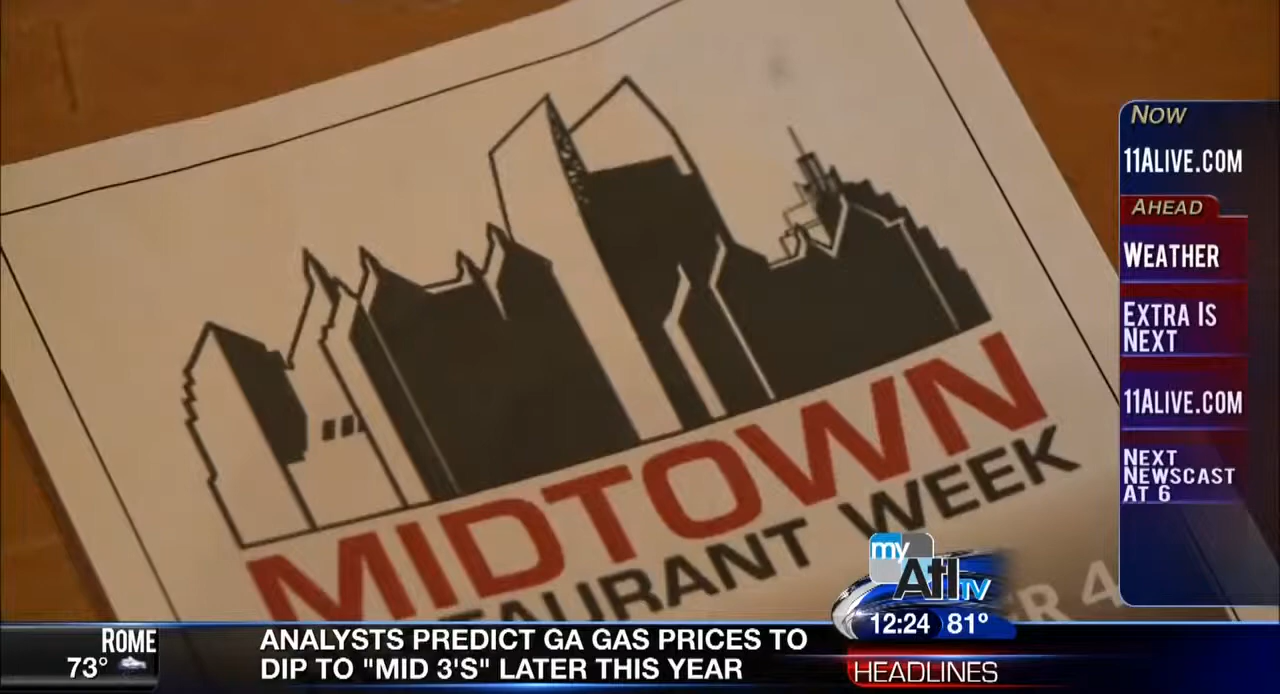 MIDTOWN
WEEK
NOW
11ALIVE.COM
AHEAD
WEATHER
EXTRA IS
NEXT
11ALIVE.COM
NEXT
NEWSCAST
AT 6
my
Atl TV
12:24 81°
ROME
73°
ANALYSTS PREDICT GA GAS PRICES TO
DIP TO "MID 3'S" LATER THIS YEAR
HEADLINES